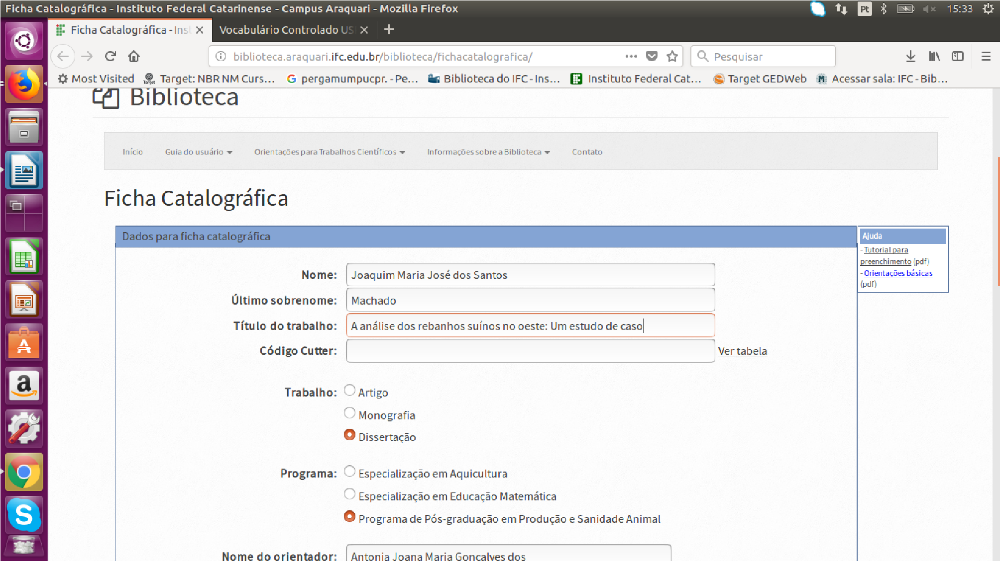 Ficha Catalográfica - Instituto Federal Catarinense - Campus Araquari - Mozilla Firefox
Pt
15:33
Ficha Catalográfica - Inst
Vocabulário Controlado US
biblioteca.araquari.ifc.edu.br/biblioteca/fichacatalografica/
Pesquisar
Most Visited
Target: NBR NM Curs...
pergamumpucpr. - Pe...
Biblioteca do IFC - Ins...
Instituto Federal Cat...
Target GEDWeb
Acessar sala: IFC - Bib...
Biblioteca
Início
Guia do usuário
Orientações para Trabalhos Científicos
Informações sobre a Biblioteca
Contato
Ficha Catalográfica
Dados para ficha catalográfica
Ajuda
- Tutorial para
preenchimento (pdf)
- Orientações básicas
(pdf)
Nome: Joaquim Maria José dos Santos
Último sobrenome: Machado
Título do trabalho: A análise dos rebanhos suínos no oeste: Um estudo de caso
Código Cutter: Ver tabela
Trabalho: Artigo
Monografia
Dissertação
Programa: Especialização em Aquicultura
Especialização em Educação Matemática
Programa de Pós-graduação em Produção e Sanidade Animal
Nome do orientador: Antonia Joana Maria Gonçalves dos